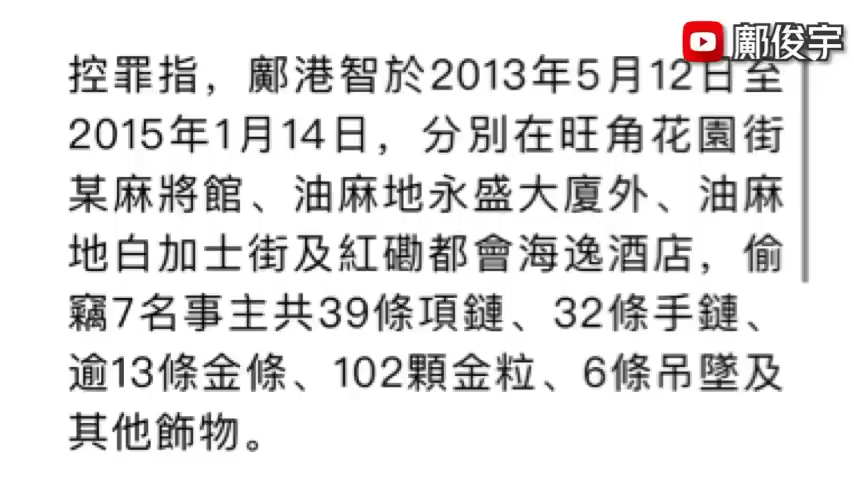 鄺俊宇
控罪指，鄺港智於2013年5月12日至
2015年1月14日，分別在旺角花園街
某麻將館、油麻地永盛大廈外、油麻
地白加士街及紅磡都會海逸酒店，偷
竊7名事主共39條項鏈、32條手鏈、
逾13條金條、102顆金粒、6條吊墜及
其他飾物。